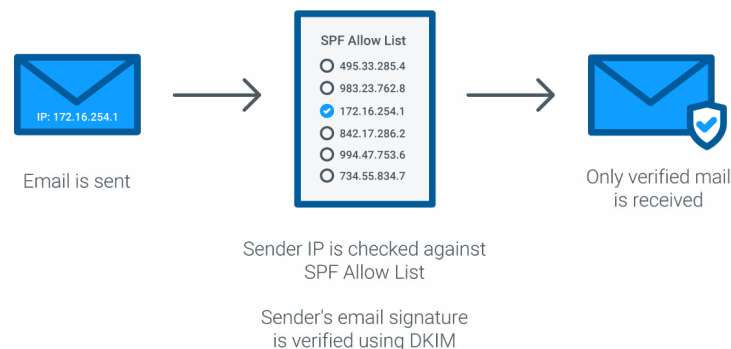 IP: 172.16.254.1
Email is sent
SPF Allow List
495.33.285.4
983.23.762.8
172.16.254.1
842.17.286.2
994.47.753.6
734.55.834.7
Sender IP is checked against
SPF Allow List
Sender's email signature
is verified using DKIM
Only verified mail
is received